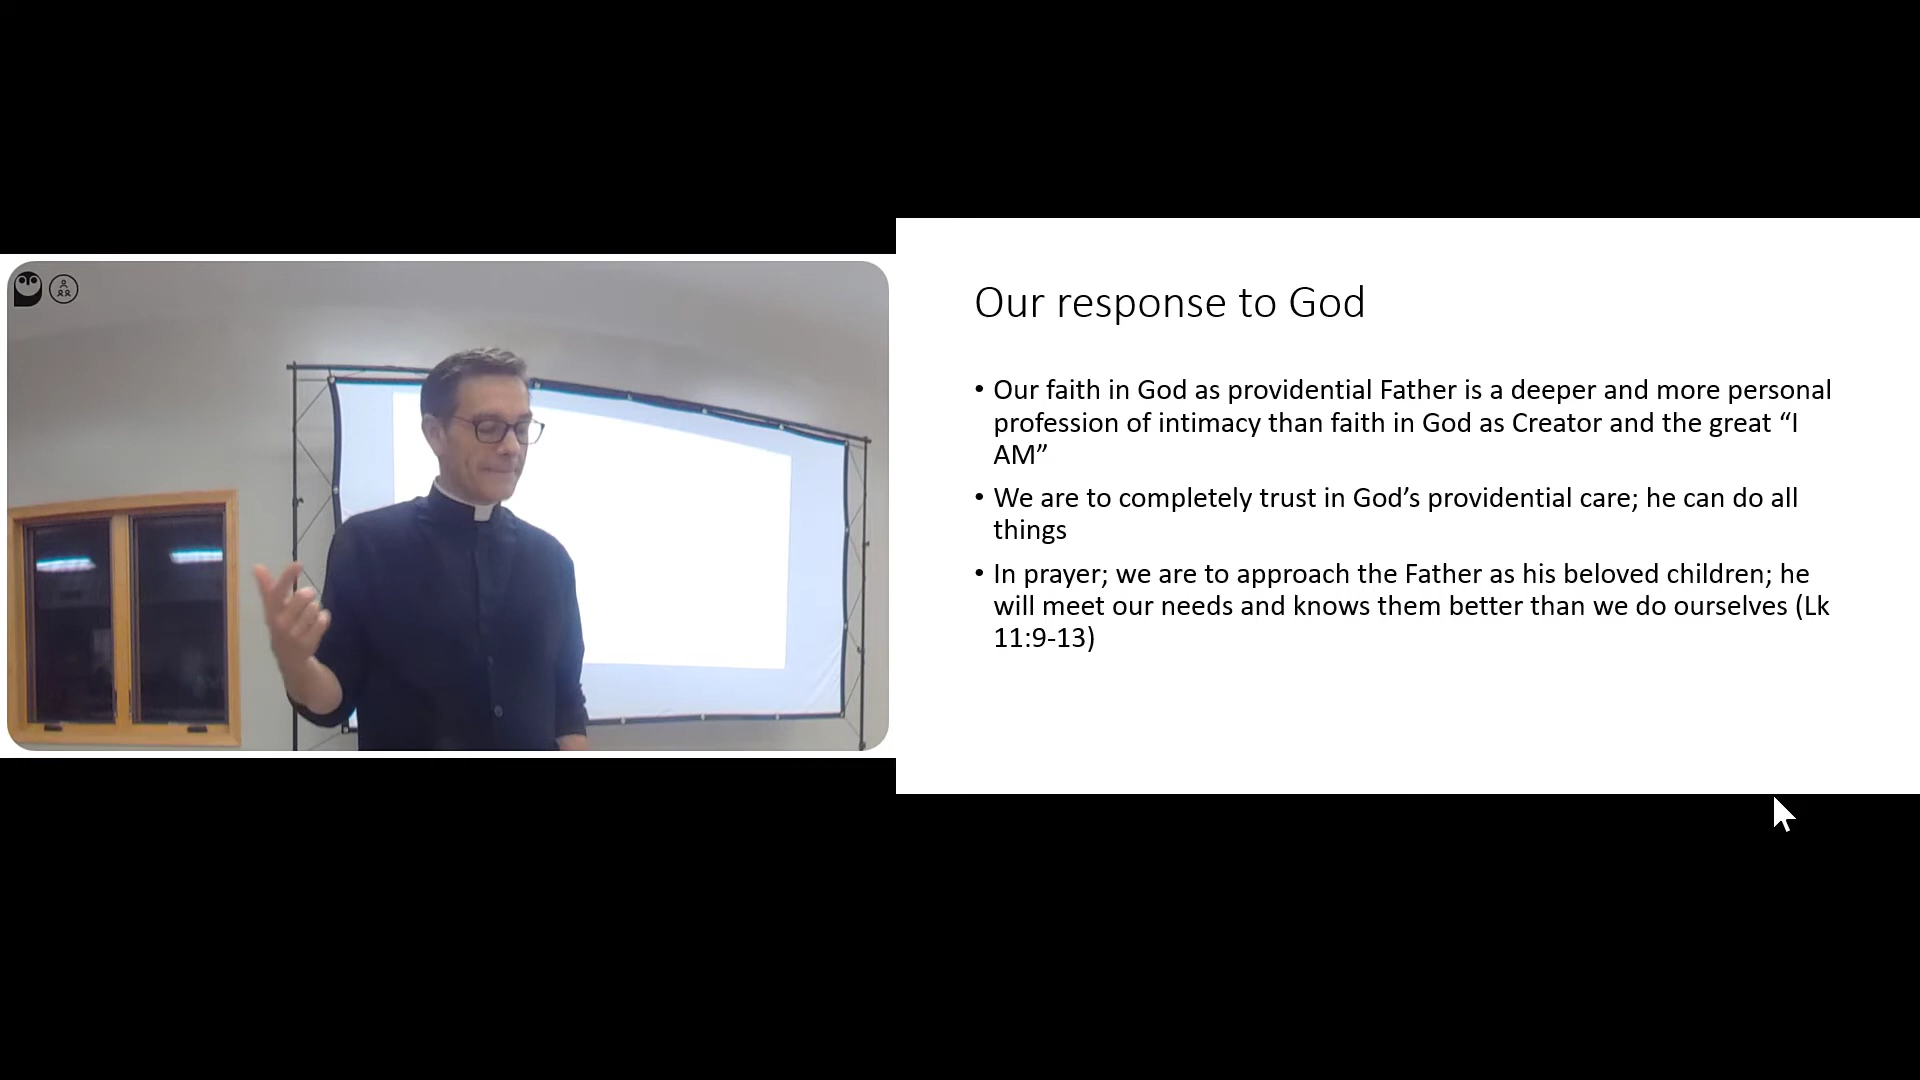 Our response to God
• Our faith in God as providential Father is a deeper and more personal
profession of intimacy than faith in God as Creator and the great “I
AM”
• We are to completely trust in God’s providential care; he can do all
things
• In prayer; we are to approach the Father as his beloved children; he
will meet our needs and knows them better than we do ourselves (Lk
11:9-13)